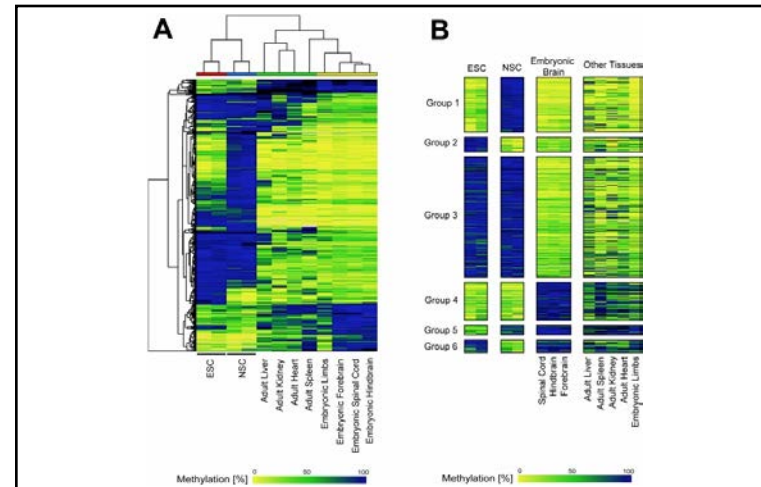 A
B
ESC
NSC
Embryonic
Brain
Other Tissues
Group 1
Group 2
Group 3
Group 4
Group 5
Group 6
ESC
NSC
Adult Liver
Adult Kidney
Adult Heart
Adult Spleen
Embryonic Limbs
Embryonic Forebrain
Embryonic Spinal Cord
Embryonic Hindbrain
Spinal Cord
Hindbrain
Forebrain
Adult Liver
Adult Spleen
Adult Kidney
Adult Heart
Embryonic Limbs
Methylation [%]
0
50
100
Methylation [%]
0
50
100